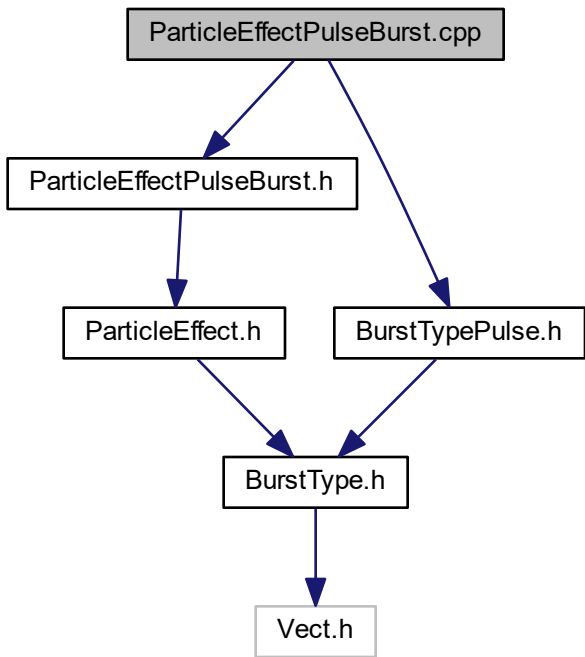 ParticleEffectPulseBurst.cpp
ParticleEffectPulseBurst.h
ParticleEffect.h
BurstTypePulse.h
BurstType.h
Vect.h